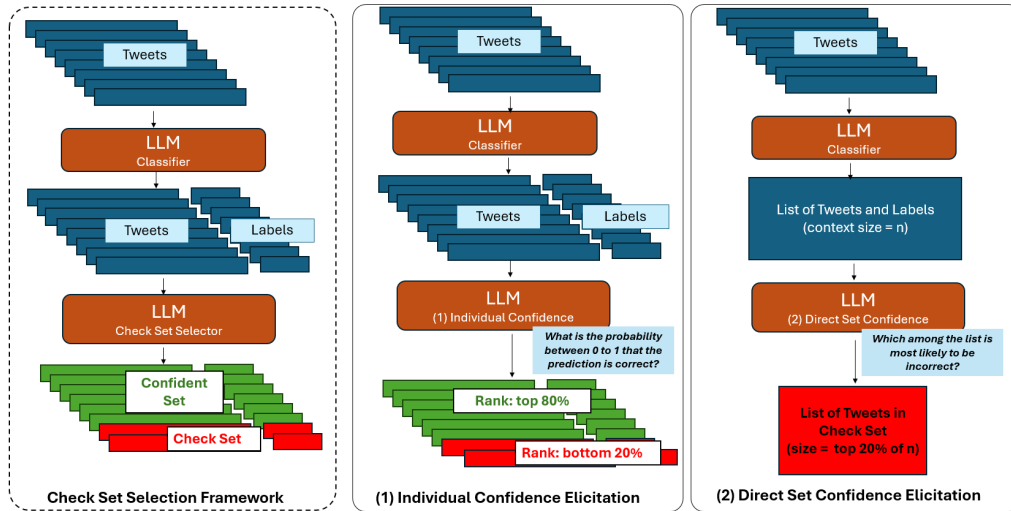 Tweets
LLM
Classifier
Tweets
Labels
LLM
Check Set Selector
Confident
Set
Check Set
Check Set Selection Framework
Tweets
LLM
Classifier
Tweets
Labels
LLM
(1) Individual Confidence
What is the probability
between 0 to 1 that the
prediction is correct?
Rank: top 80%
Rank: bottom 20%
(1) Individual Confidence Elicitation
Tweets
LLM
Classifier
List of Tweets and Labels
(context size = n)
LLM
(2) Direct Set Confidence
Which among the list is
most likely to be
incorrect?
List of Tweets in
Check Set
(size = top 20% of n)
(2) Direct Set Confidence Elicitation